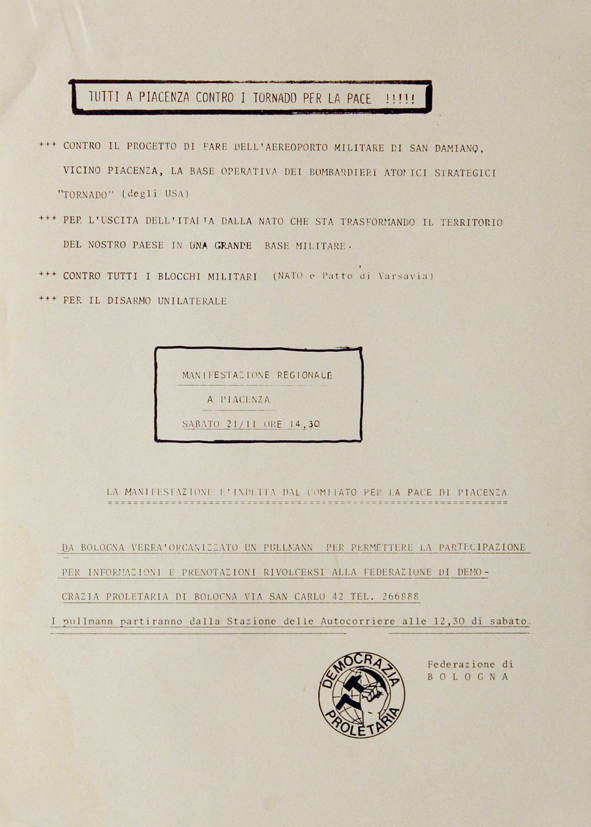 TUTTI A PIACENZA CONTRO I TORNADO PER LA PACE !!!!!
+++ CONTRO IL PROGETTO DI FARE DELL'AEREOPORTO MILITARE DI SAN DAMIANO,
VICINO PIACENZA, LA BASE OPERATIVA DEI BOMBARDIERI ATOMICI STRATEGICI
"TORNADO" (degli USA)
+++ PER L'USCITA DELL'ITALIA DALLA NATO CHE STA TRASFORMANDO IL TERRITORIO
DEL NOSTRO PAESE IN UNA GRANDE BASE MILITARE.
+++ CONTRO TUTTI I BLOCCHI MILITARI (NATO e Patto di Varsavia)
+++ PER IL DISARMO UNILATERALE
MANIFESTAZIONE REGIONALE
A PIACENZA
SABATO 21/11 ORE 14,30
LA MANIFESTAZIONE E'INDETTA DAL COMITATO PER LA PACE DI PIACENZA
DA BOLOGNA VERRA'ORGANIZZATO UN PULLMANN PER PERMETTERE LA PARTECIPAZIONE
PER INFORMAZIONI E PRENOTAZIONI RIVOLGERSI ALLA FEDERAZIONE DI DEMO-
CRAZIA PROLETARIA DI BOLOGNA VIA SAN CARLO 42 TEL. 266888
I pullmann partiranno dalla Stazione delle Autocorriere alle 12,30 di sabato.
DEMOCRAZIA
PROLETARIA
Federazione di
B O L O G N A